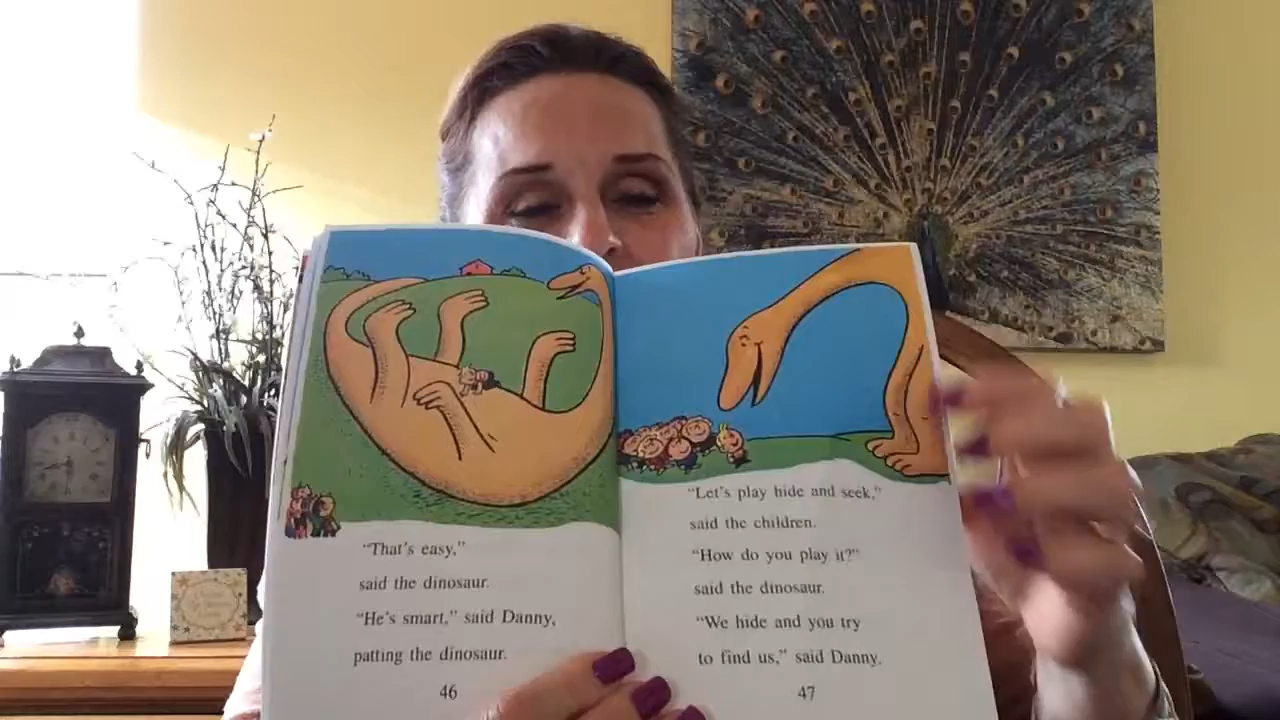 "That's easy,"
said the dinosaur.
"He's smart," said Danny,
patting the dinosaur.
46
"Let's play hide and seek,"
said the children.
"How do you play it?"
said the dinosaur.
"We hide and you try
to find us," said Danny.
47